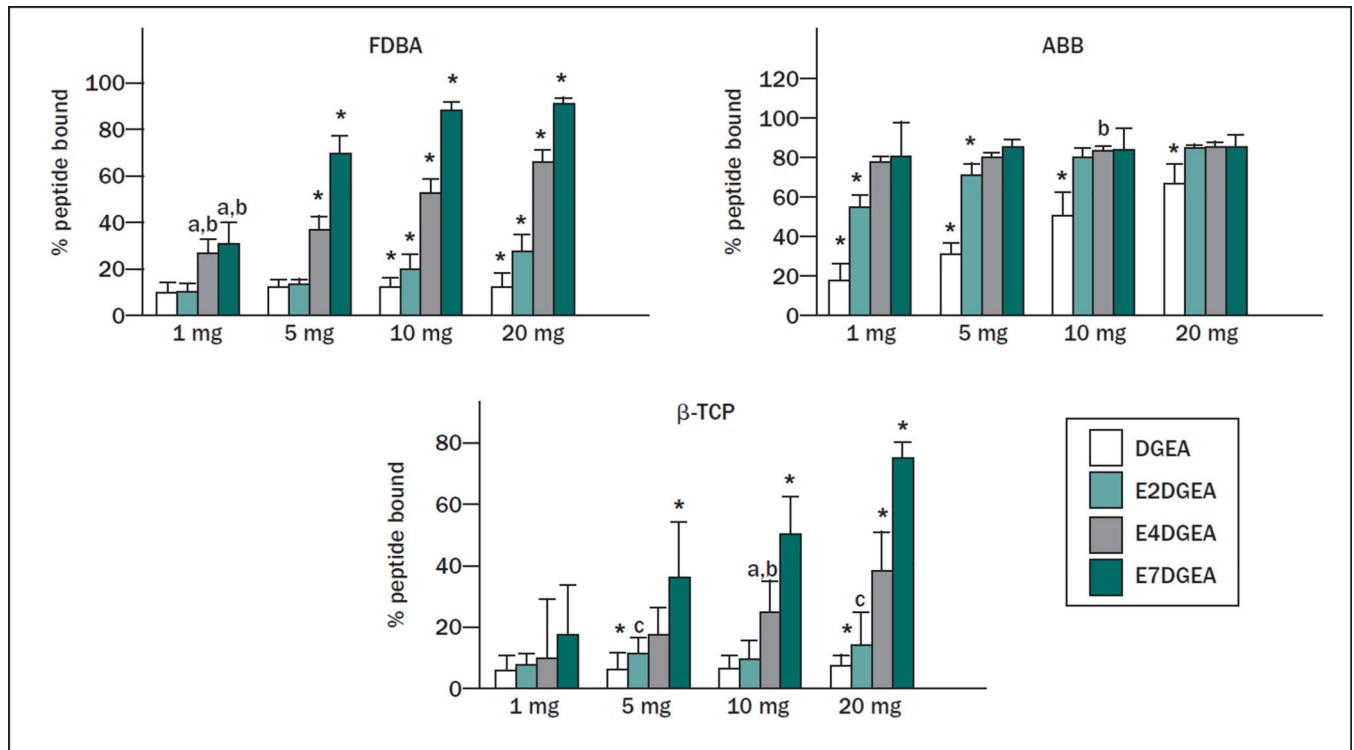 FDBA
% peptide bound
100
80
60
40
20
0
a,b
a,b
*
*
*
*
*
*
*
*
*
*
1 mg
5 mg
10 mg
20 mg
ABB
% peptide bound
120
100
80
60
40
20
0
*
*
*
*
*
b
*
1 mg
5 mg
10 mg
20 mg
β-TCP
% peptide bound
80
60
40
20
0
*
c
*
a,b
*
*
c
*
*
1 mg
5 mg
10 mg
20 mg
DGEA
E2DGEA
E4DGEA
E7DGEA